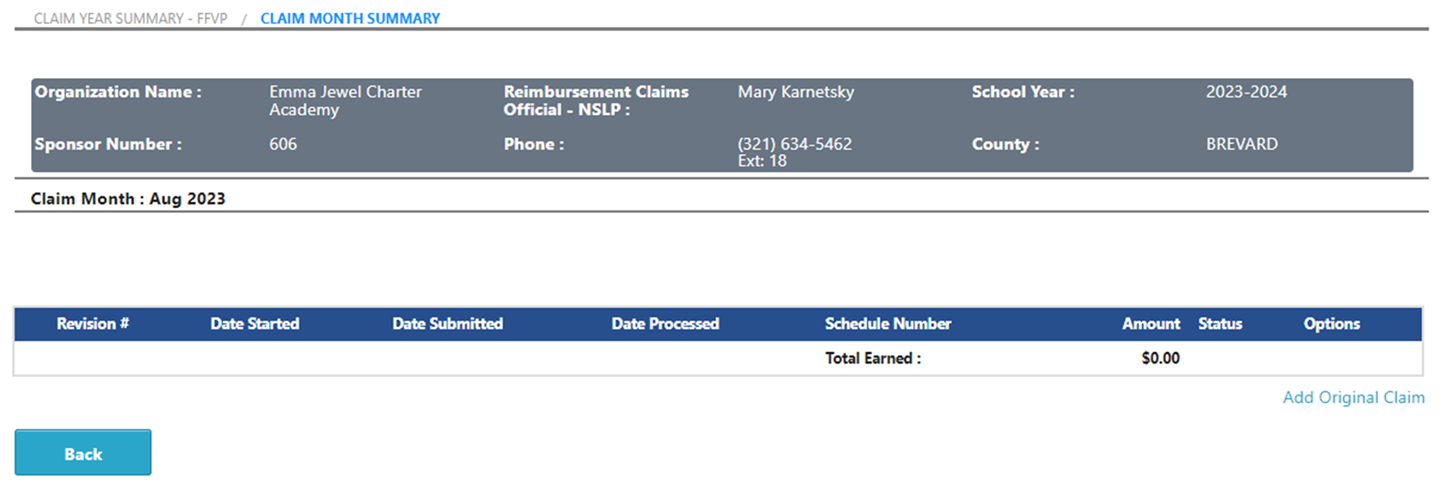 CLAIM YEAR SUMMARY - FFVP / CLAIM MONTH SUMMARY
Organization Name : Emma Jewel Charter Reimbursement Claims Mary Karnetsky School Year : 2023-2024
Academy Official - NSLP :
Sponsor Number : 606 Phone : (321) 634-5462 County : BREVARD
Ext: 18
Claim Month : Aug 2023
Revision # Date Started Date Submitted Date Processed Schedule Number Amount Status Options
Total Earned : $0.00
Add Original Claim
Back